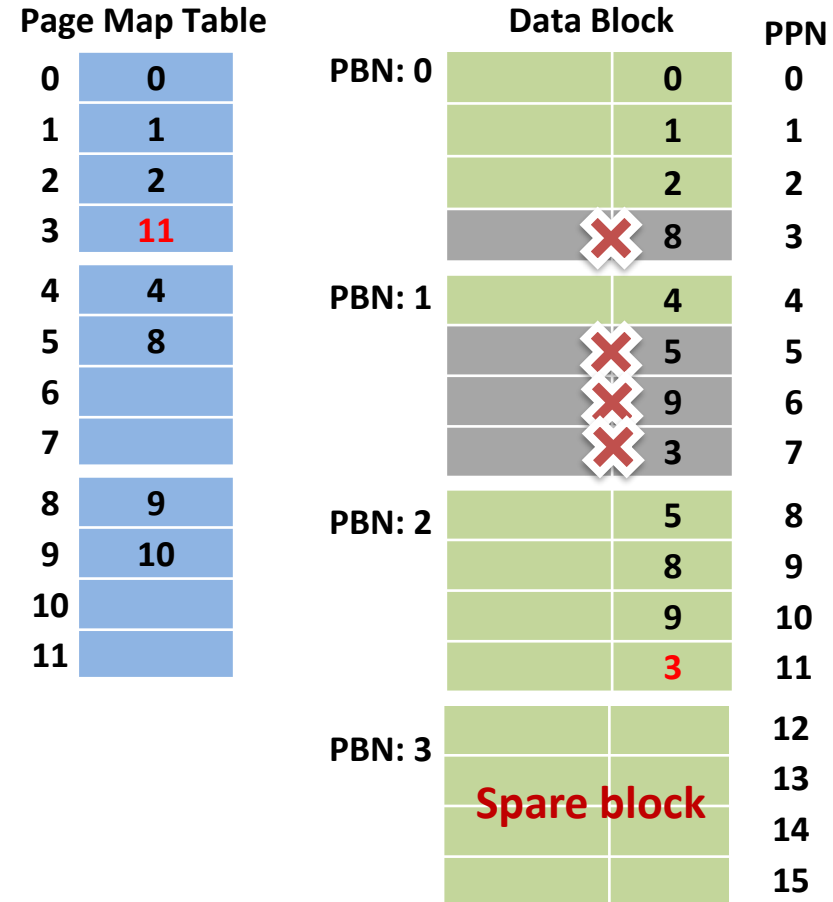 Page Map Table Data Block PPN
0 0 PBN: 0 0 0
1 1 1 1
2 2 2 2
3 11 8 3
4 4 PBN: 1 4 4
5 8 5 5
6 9 6
7 3 7
8 9 PBN: 2 5 8
9 10 8 9
10 9 10
11 3 11
PBN: 3 12
13
Spare block
14
15